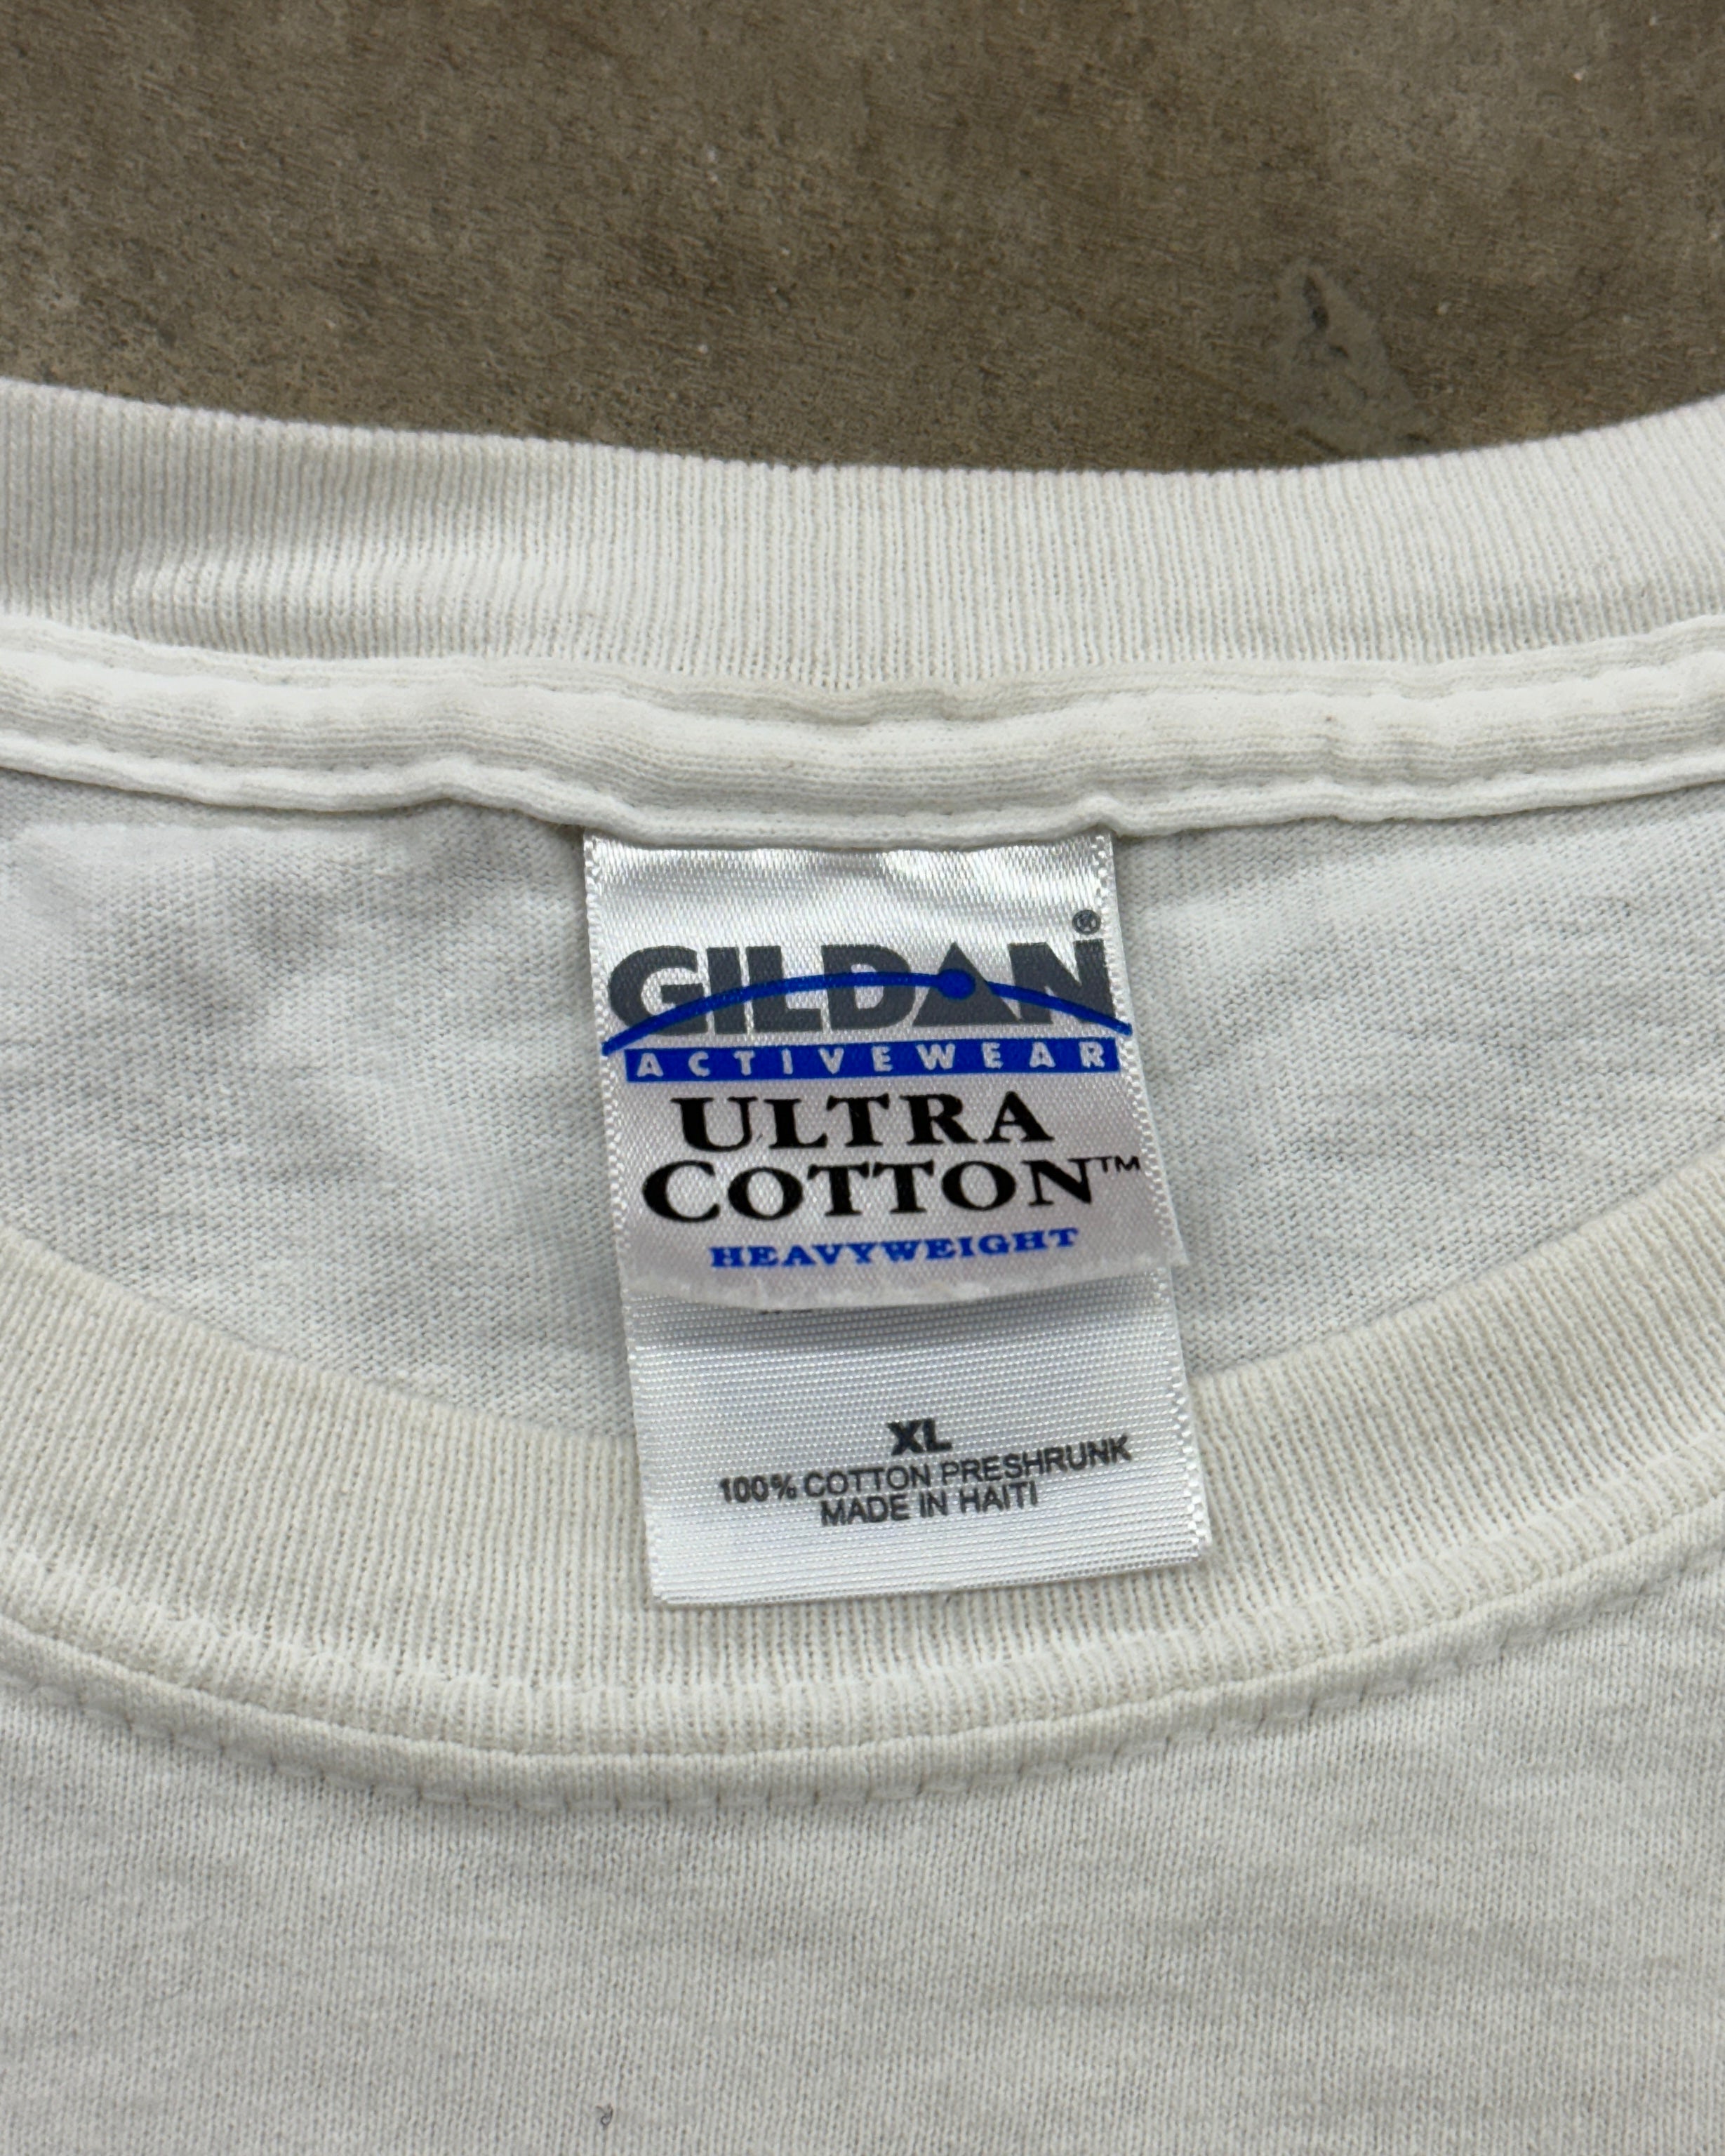 GILDAN®
ACTIVEWEAR
ULTRA
COTTON™
HEAVYWEIGHT
XL
100% COTTON PRESHRUNK
MADE IN HAITI